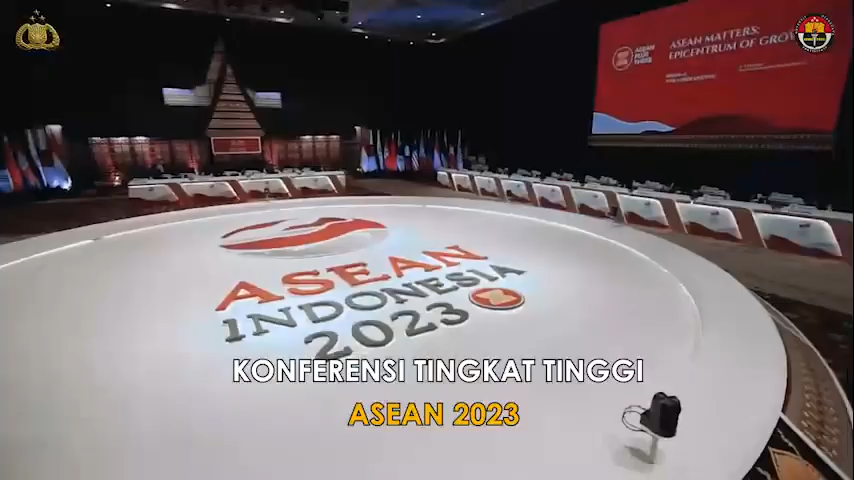 ASEAN MATTERS:
EPICENTRUM OF GROW
ASEAN
INDONESIA
2023
KONFERENSI TINGKAT TINGGI
ASEAN 2023